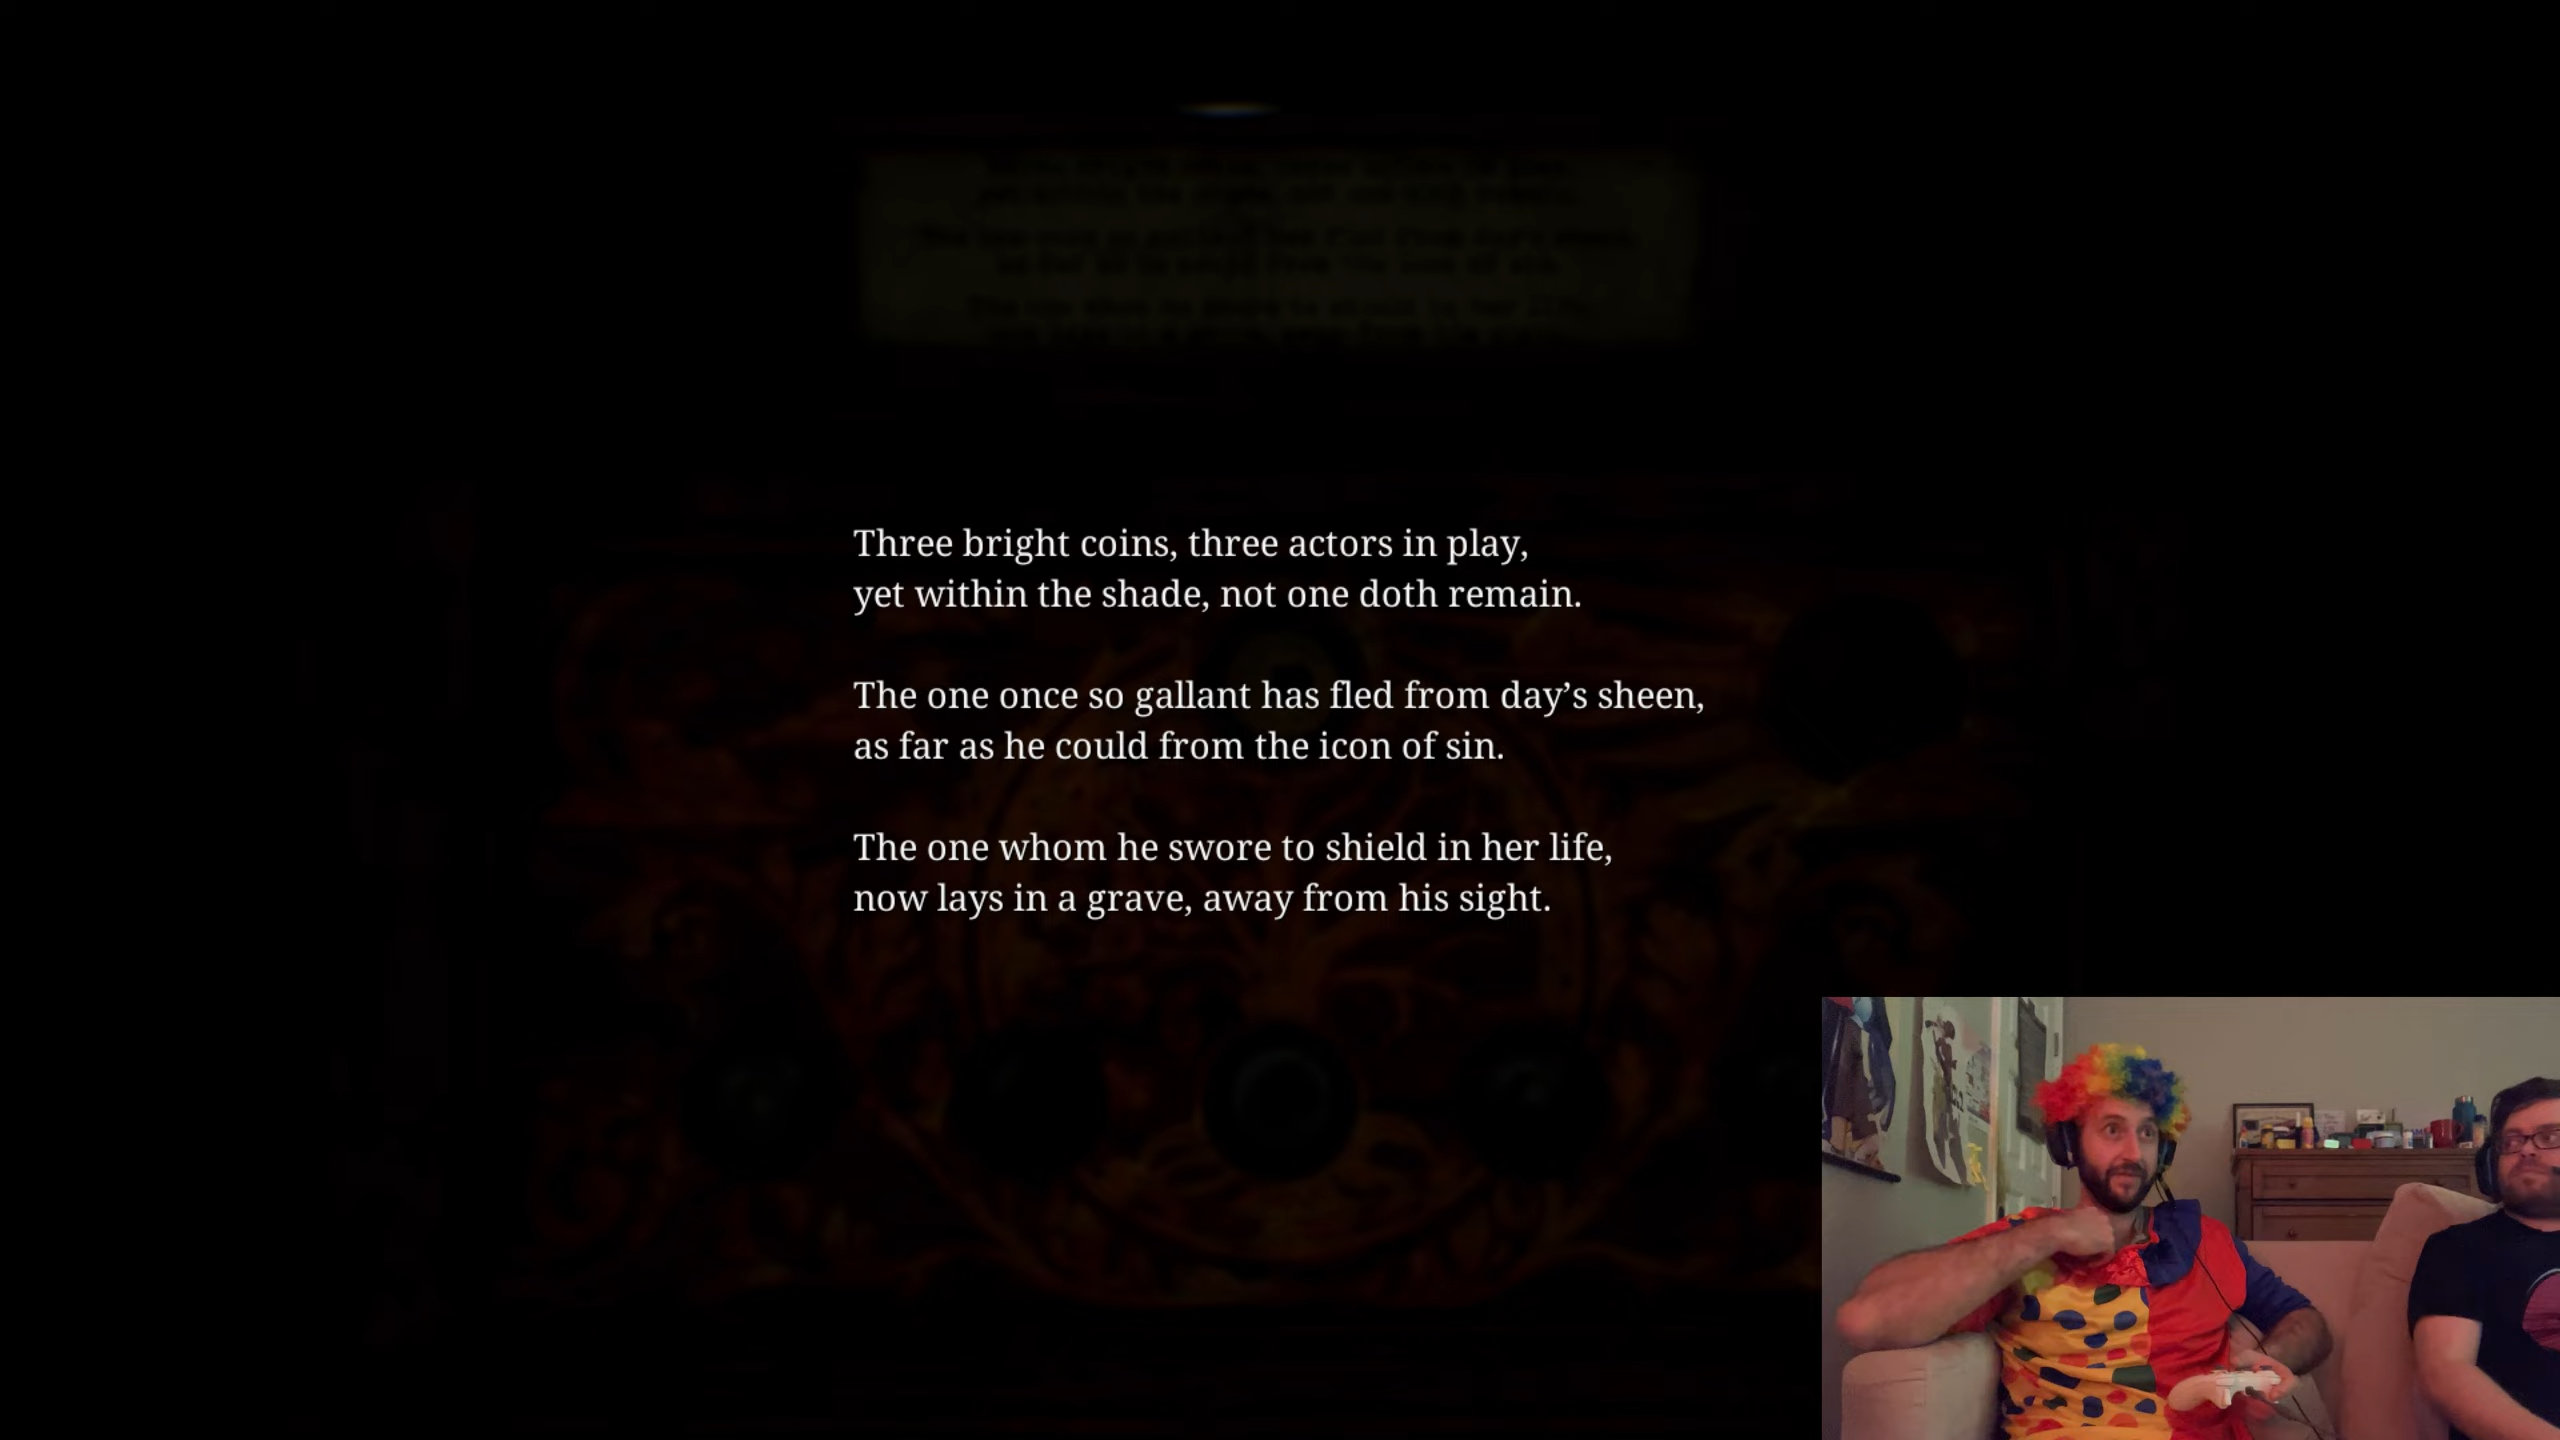 Three bright coins, three actors in play,
yet within the shade, not one doth remain.
The one once so gallant has fled from day’s sheen,
as far as he could from the icon of sin.
The one whom he swore to shield in her life,
now lays in a grave, away from his sight.